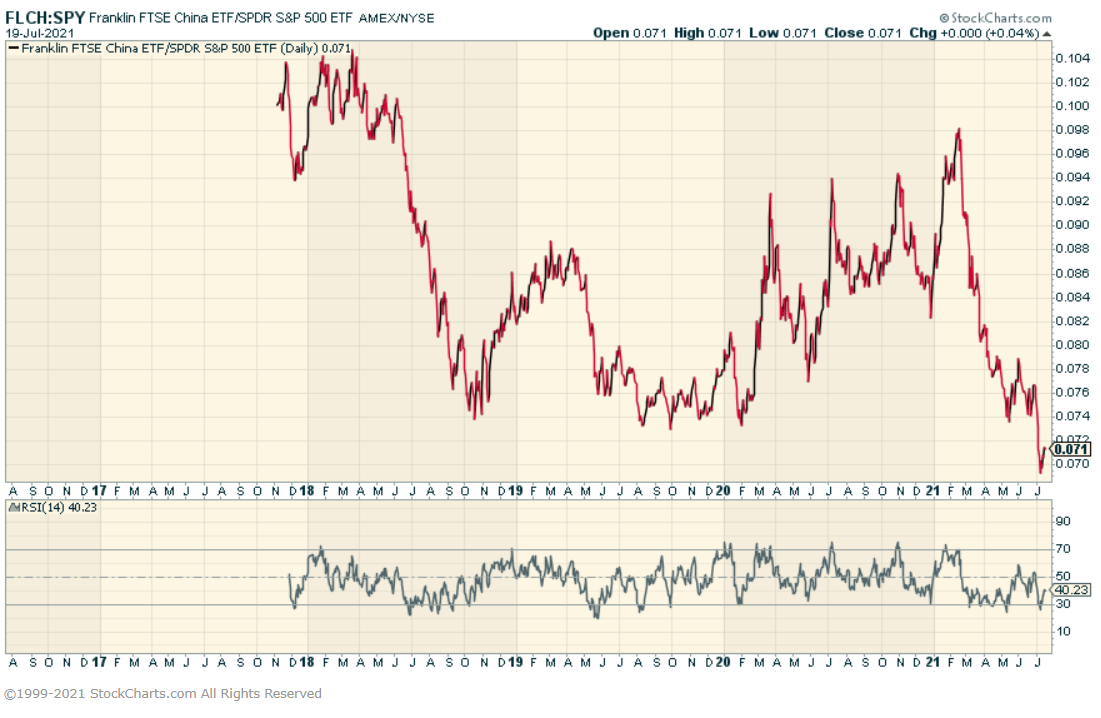 FLCH:SPY Franklin FTSE China ETF/SPDR S&P 500 ETF AMEX/NYSE
© StockCharts.com
19-Jul-2021
Open 0.071 High 0.071 Low 0.071 Close 0.071 Chg +0.000 (+0.04%)
Franklin FTSE China ETF/SPDR S&P 500 ETF (Daily) 0.071
0.104
0.102
0.100
0.098
0.096
0.094
0.092
0.090
0.088
0.086
0.084
0.082
0.080
0.078
0.076
0.074
0.072
0.071
0.070
A S O N D 17 F M A M J J A S O N D 18 F M A M J J A S O N D 19 F M A M J J A S O N D 20 F M A M J J A S O N D 21 F M A M J J
RSI(14) 40.23
90
70
50
40.23
30
10
A S O N D 17 F M A M J J A S O N D 18 F M A M J J A S O N D 19 F M A M J J A S O N D 20 F M A M J J A S O N D 21 F M A M J J
©1999-2021 StockCharts.com All Rights Reserved